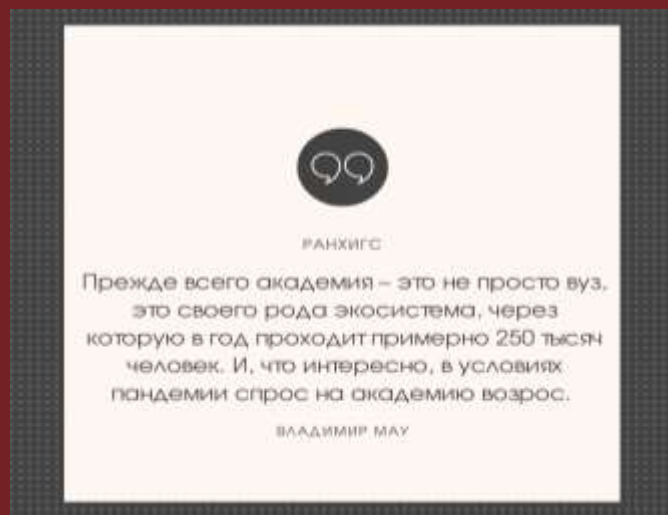 РАНХИГС
Прежде всего академия – это не просто вуз,
это своего рода экосистема, через
которую в год проходит примерно 250 тысяч
человек. И, что интересно, в условиях
пандемии спрос на академию возрос.
ВЛАДИМИР МАУ